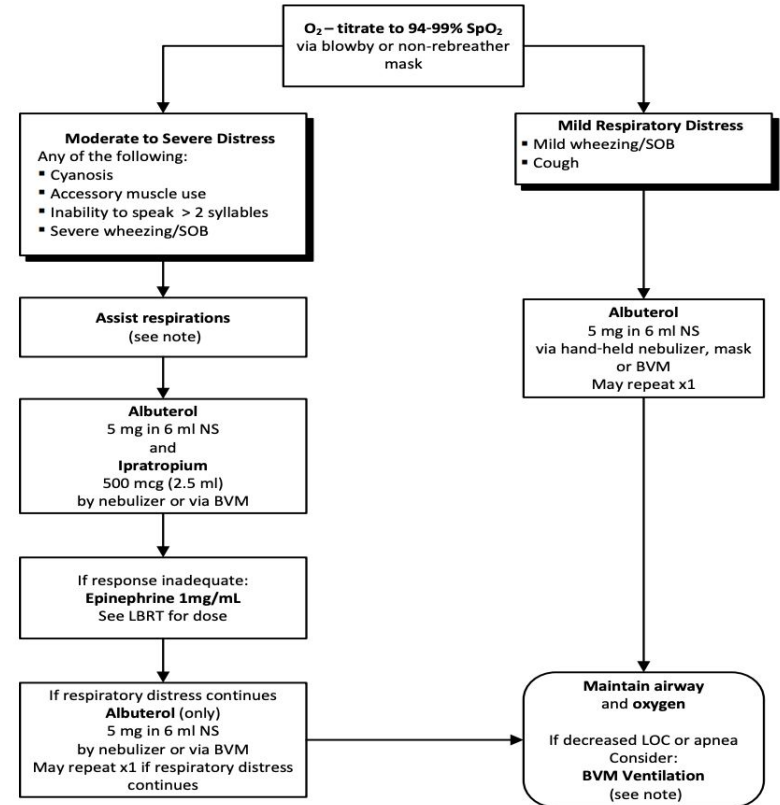 O₂ – titrate to 94-99% SpO₂
via blowby or non-rebreather
mask
Moderate to Severe Distress
Any of the following:
▪ Cyanosis
▪ Accessory muscle use
▪ Inability to speak > 2 syllables
▪ Severe wheezing/SOB
Mild Respiratory Distress
▪ Mild wheezing/SOB
▪ Cough
Assist respirations
(see note)
Albuterol
5 mg in 6 ml NS
via hand-held nebulizer, mask
or BVM
May repeat x1
Albuterol
5 mg in 6 ml NS
and
Ipratropium
500 mcg (2.5 ml)
by nebulizer or via BVM
If response inadequate:
Epinephrine 1mg/mL
See LBRT for dose
If respiratory distress continues
Albuterol (only)
5 mg in 6 ml NS
by nebulizer or via BVM
May repeat x1 if respiratory distress
continues
Maintain airway
and oxygen
If decreased LOC or apnea
Consider:
BVM Ventilation
(see note)